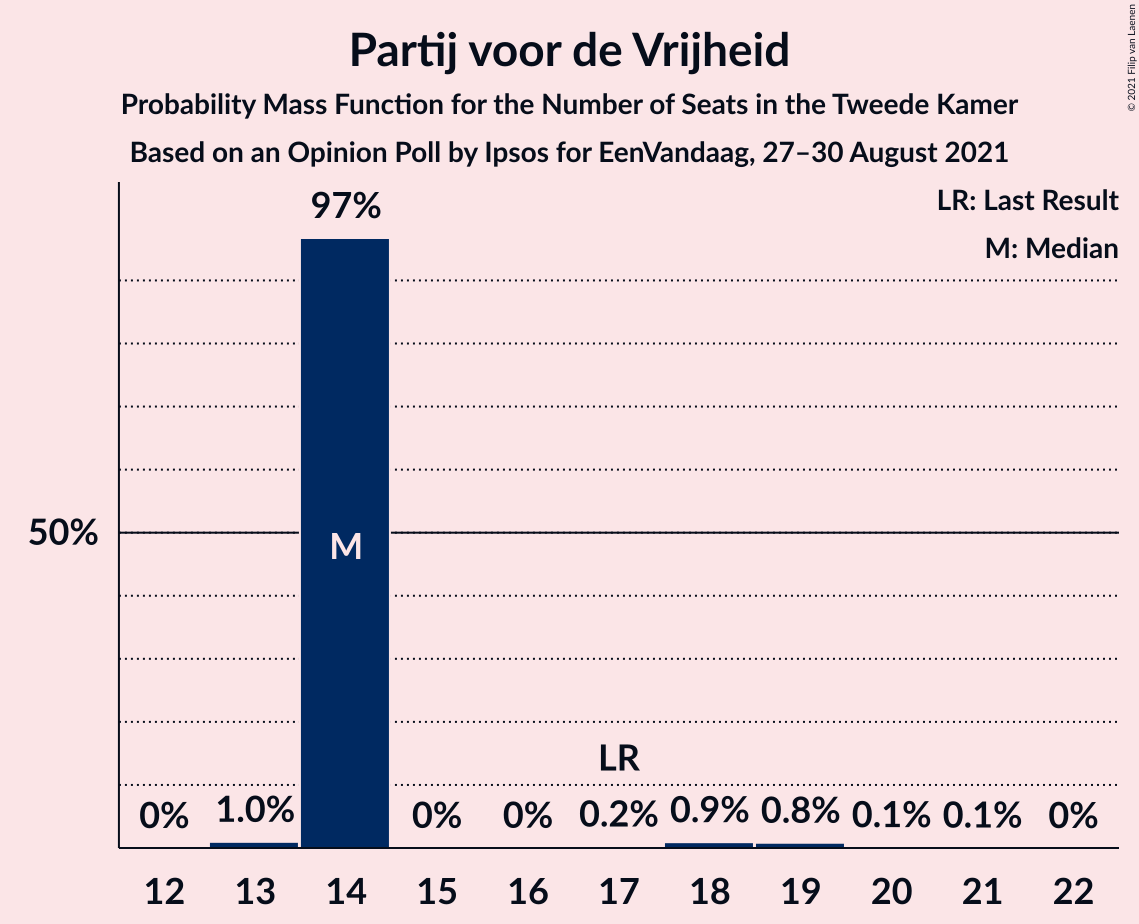 Partij voor de Vrijheid
Probability Mass Function for the Number of Seats in the Tweede Kamer
Based on an Opinion Poll by Ipsos for EenVandaag, 27–30 August 2021
© 2021 Filip van Laenen
LR: Last Result
M: Median
97%
50%
M
LR
0% 1.0% 0% 0% 0.2% 0.9% 0.8% 0.1% 0.1% 0%
12 13 14 15 16 17 18 19 20 21 22